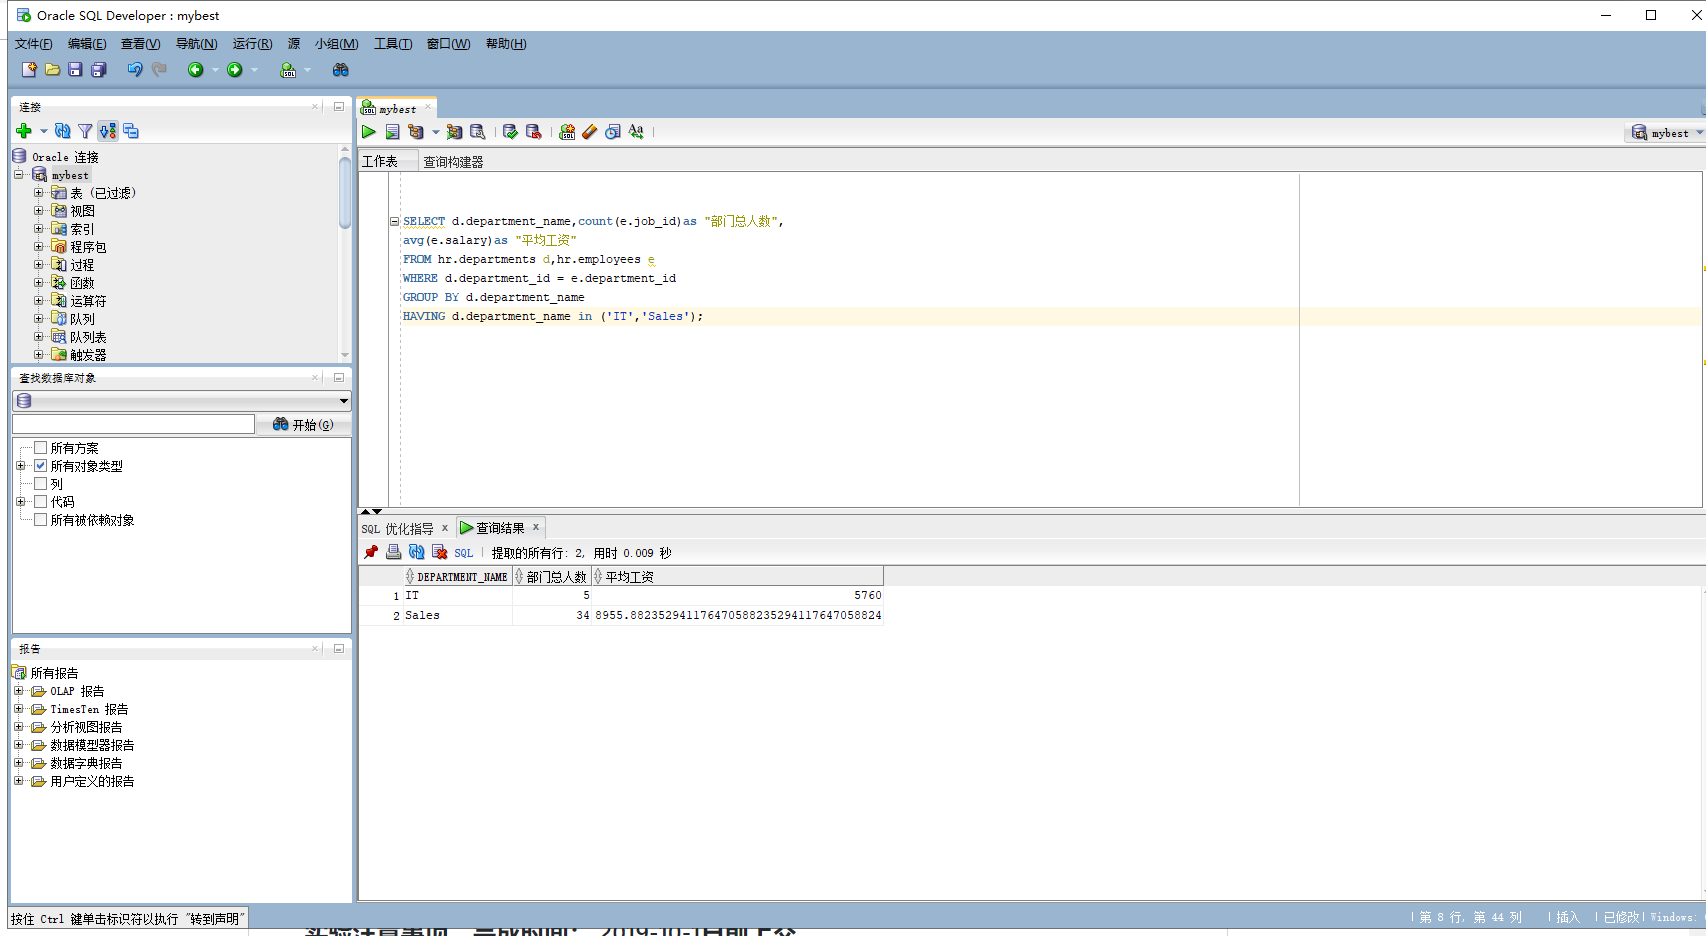 Oracle SQL Developer : mybest
文件(F) 编辑(E) 查看(V) 导航(N) 运行(R) 源 小组(M) 工具(T) 窗口(W) 帮助(H)
连接
Oracle 连接
mybest
表 (已过滤)
视图
索引
程序包
过程
函数
运算符
队列
队列表
触发器
查找数据库对象
开始(G)
所有方案
所有对象类型
列
代码
所有被依赖对象
报告
所有报告
OLAP 报告
TimesTen 报告
分析视图报告
数据模型器报告
数据字典报告
用户定义的报告
mybest
mybest
工作表 查询构建器
SELECT d.department_name,count(e.job_id)as "部门总人数",
avg(e.salary)as "平均工资"
FROM hr.departments d,hr.employees e
WHERE d.department_id = e.department_id
GROUP BY d.department_name
HAVING d.department_name in ('IT','Sales');
SQL 优化指导 查询结果
SQL 提取的所有行: 2, 用时 0.009 秒
DEPARTMENT_NAME 部门总人数 平均工资
1 IT 5 5760
2 Sales 34 8955.88235294117647058823529411764705882​4
按住 Ctrl 键单击标识符以执行 "转到声明"
第 8 行, 第 44 列 插入 已修改 Windows: